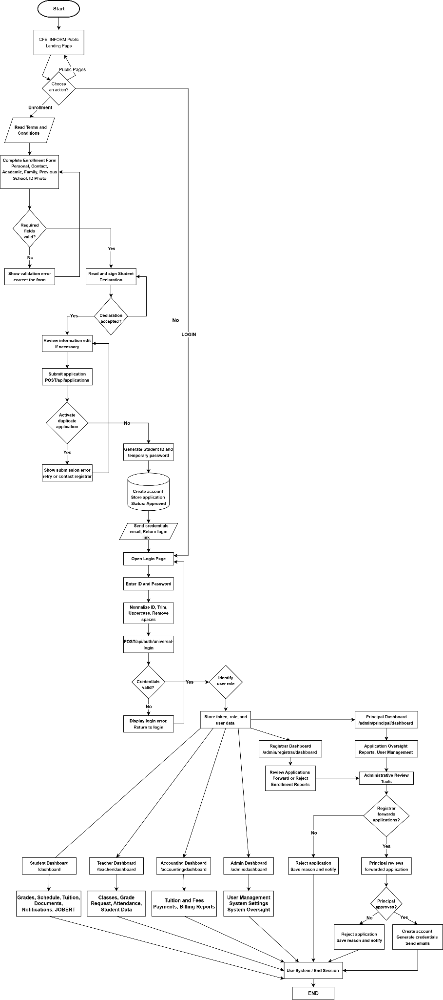 Start
CFEI INFORM Public
Landing Page
Public Pages
Choose
an action?
Enrollment
Read Terms and
Conditions
Complete Enrollment Form
Personal, Contact,
Academic, Family, Previous
School, ID Photo
Required
fields
valid?
Yes
No
Show validation error
correct the form
Read and sign Student
Declaration
Declaration
accepted?
Yes
No
LOGIN
Review information edit
if necessary
Submit application
POST/api/applications
Activate
duplicate
application
No
Yes
Generate Student ID and
temporary password
Show submission error
retry or contact registrar
Create account
Store application
Status: Approved
Send credentials
email, Return login
link
Open Login Page
Enter ID and Password
Normalize ID, Trim,
Uppercase, Remove
spaces
POST/api/auth/universal-
login
Credentials
valid?
Yes
Identify
user role
No
Display login error,
Return to login
Store token, role, and
user data
Principal Dashboard
/admin/principal/dashboard
Registrar Dashboard
/admin/registrar/dashboard
Application Oversight
Reports, User Management
Review Applications
Forward or Reject
Enrollment Reports
Administrative Review
Tools
Registrar
forwards
applications?
No
Yes
Student Dashboard
/dashboard
Teacher Dashboard
/teacher/dashboard
Accounting Dashboard
/accounting/dashboard
Admin Dashboard
/admin/dashboard
Reject application
Save reason and notify
Principal reviews
forwarded application
Grades, Schedule, Tuition,
Documents,
Notifications, JOBERT
Classes, Grade
Request, Attendance,
Student Data
Tuition and Fees
Payments, Billing Reports
User Management
System Settings
System Oversight
Principal
approves?
No
Yes
Reject application
Save reason and notify
Create account
Generate credentials
Send emails
Use System / End Session
END